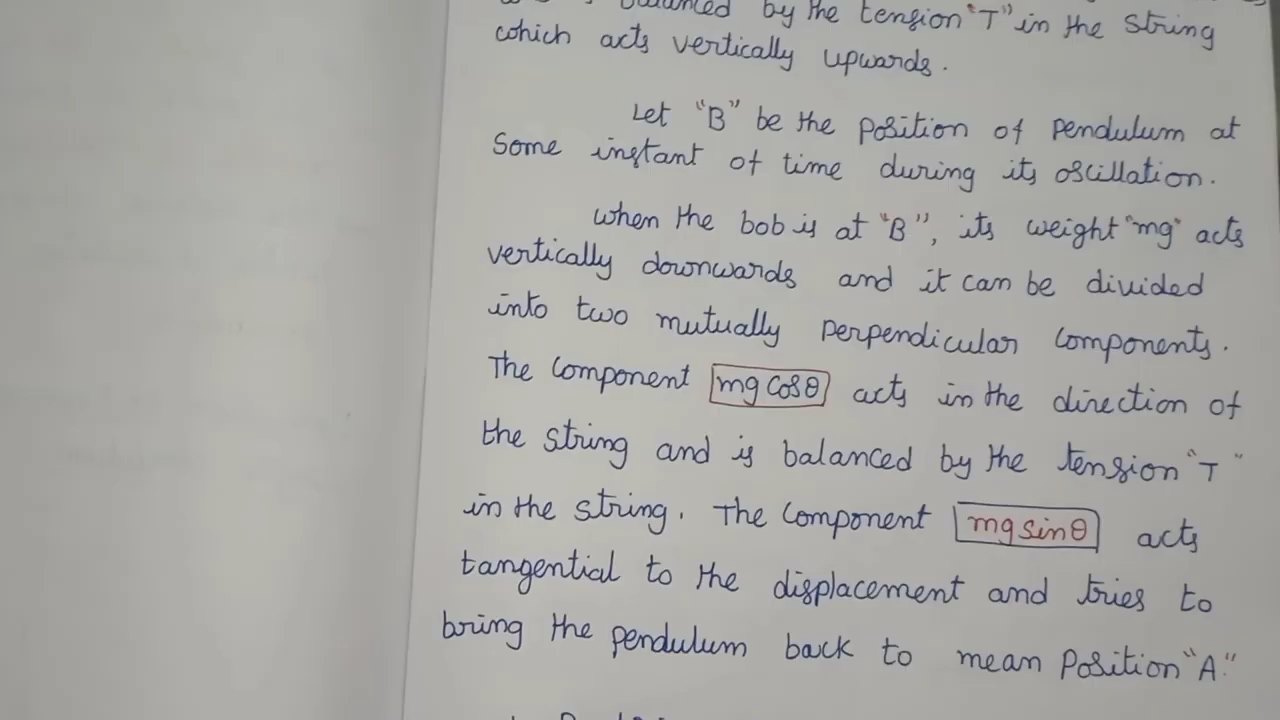 balanced by the tension "T" in the string
which acts vertically upwards.
Let "B" be the position of pendulum at
some instant of time during its oscillation.
When the bob is at "B", its weight "mg" acts
vertically downwards and it can be divided
into two mutually perpendicular components.
The component mg cosθ acts in the direction of
the string and is balanced by the tension "T"
in the string. The component mg sinθ acts
tangential to the displacement and tries to
bring the pendulum back to mean position "A."